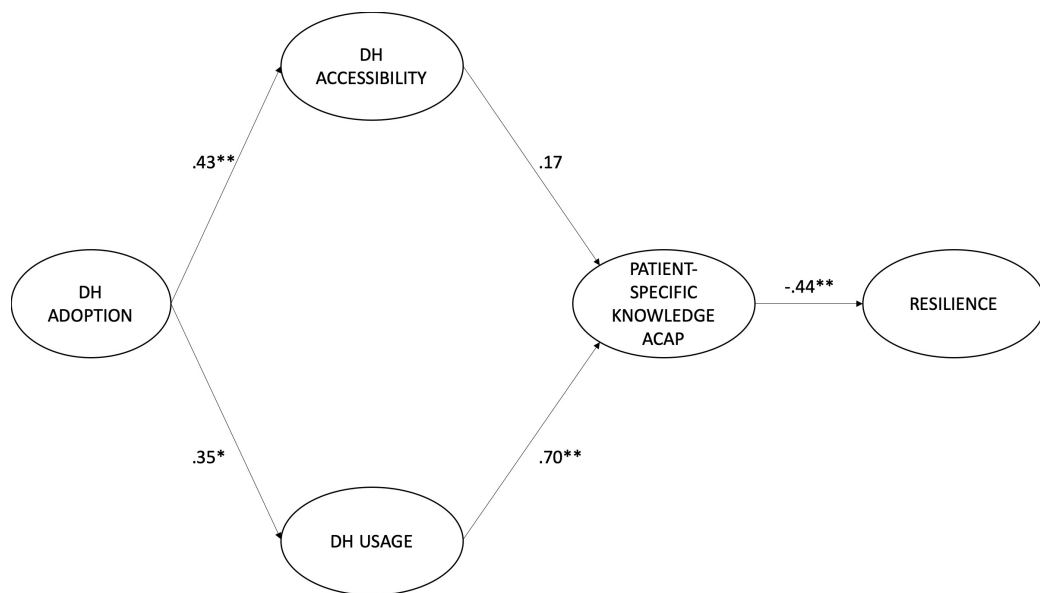 DH
ACCESSIBILITY
.43**
.17
DH
ADOPTION
PATIENT-
SPECIFIC
KNOWLEDGE
ACAP
-.44**
RESILIENCE
.35*
.70**
DH USAGE